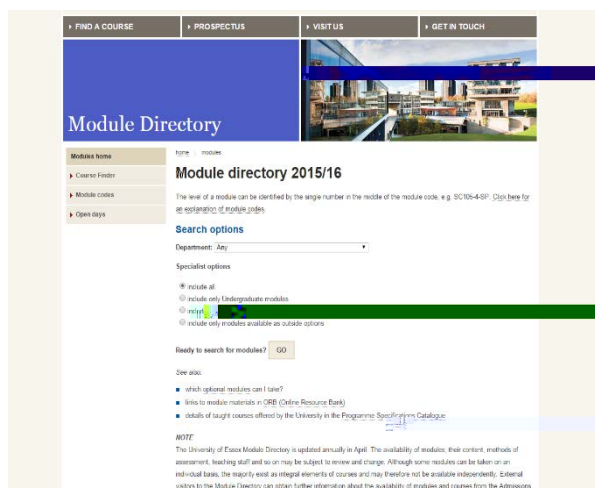 FIND A COURSE
PROSPECTUS
VISIT US
GET IN TOUCH
Module Directory
Modules home
Course Finder
Module codes
Open days
home : modules
Module directory 2015/16
The level of a module can be identified by the single number in the middle of the module code, e.g. SC105-4-SP. Click here for
an explanation of module codes.
Search options
Department: Any
Specialist options
include all
include only Undergraduate modules
include only modules available as outside options
Ready to search for modules? GO
See also:
which optional modules can I take?
links to module materials in ORB (Online Resource Bank)
details of taught courses offered by the University in the Programme Specifications Catalogue
NOTE
The University of Essex Module Directory is updated annually in April. The availability of modules, their content, methods of
assessment, teaching staff and so on may be subject to review and change. Although some modules can be taken on an
individual basis, the majority exist as integral elements of courses and may therefore not be available independently. External
visitors to the Module Directory can obtain further information about the availability of modules and courses from the Admissions